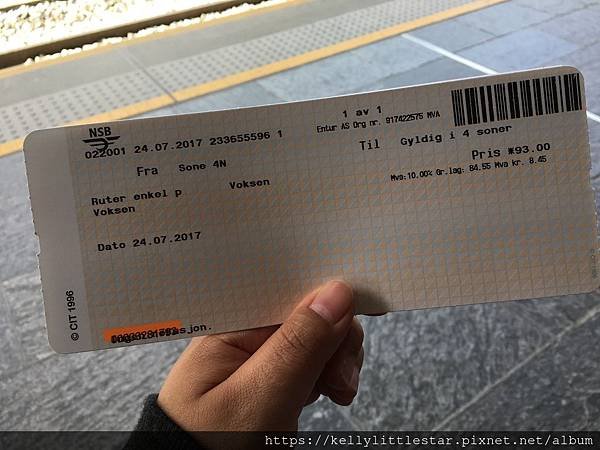 NSB
1 av 1
022001 24.07.2017 233655596 1
Entur AS Org nr. 917422575 MVA
Fra Sone 4N
Til Gyldig i 4 soner
Pris *93.00
Mva:10.00% Gr.lag: 84.55 Mva kr. 8.45
Ruter enkel p Voksen
Voksen
Dato 24.07.2017
© CIT 1996
https://kellylittlestar.pixnet.net/album